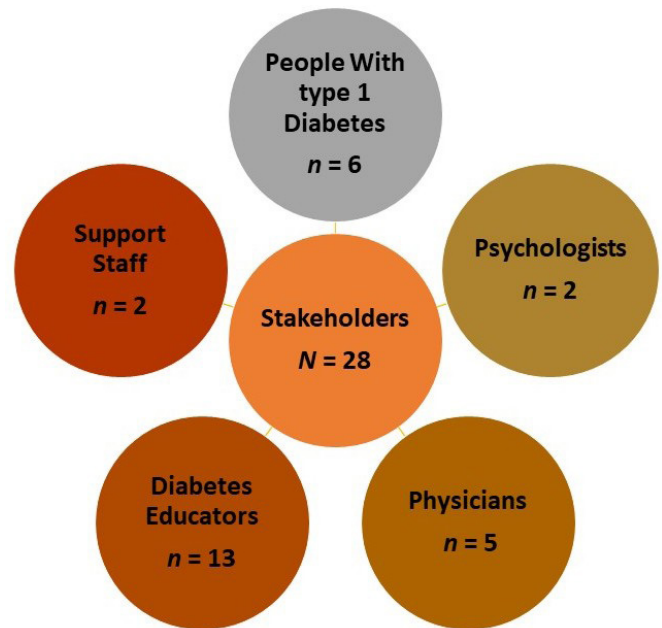 People With
type 1
Diabetes
n = 6
Support
Staff
n = 2
Psychologists
n = 2
Stakeholders
N = 28
Diabetes
Educators
n = 13
Physicians
n = 5